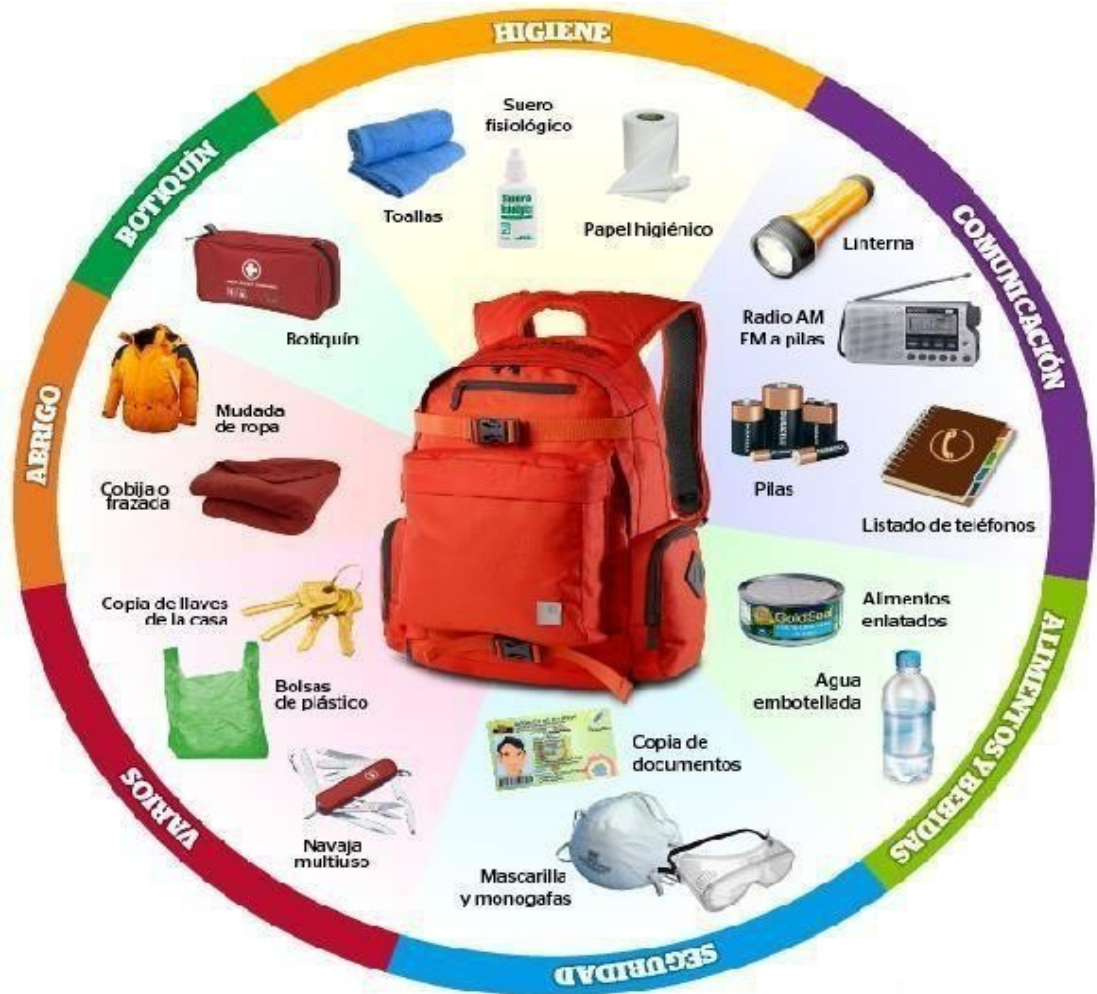 HIGIENE
Suero
fisiológico
Toallas
Suero
Papel higiénico
COMUNICACIÓN
Linterna
Radio AM
FM a pilas
Pilas
Listado de teléfonos
ALIMENTOS Y BEBIDAS
GoldSeal
Alimentos
enlatados
Agua
embotellada
SEGURIDAD
Copia de
documentos
Mascarilla
y monogafas
VARIOS
Copia de llaves
de la casa
Bolsas
de plástico
Navaja
multiuso
ABRIGO
Mudada
de ropa
Cobija o
frazada
BOTIQUÍN
Botiquín